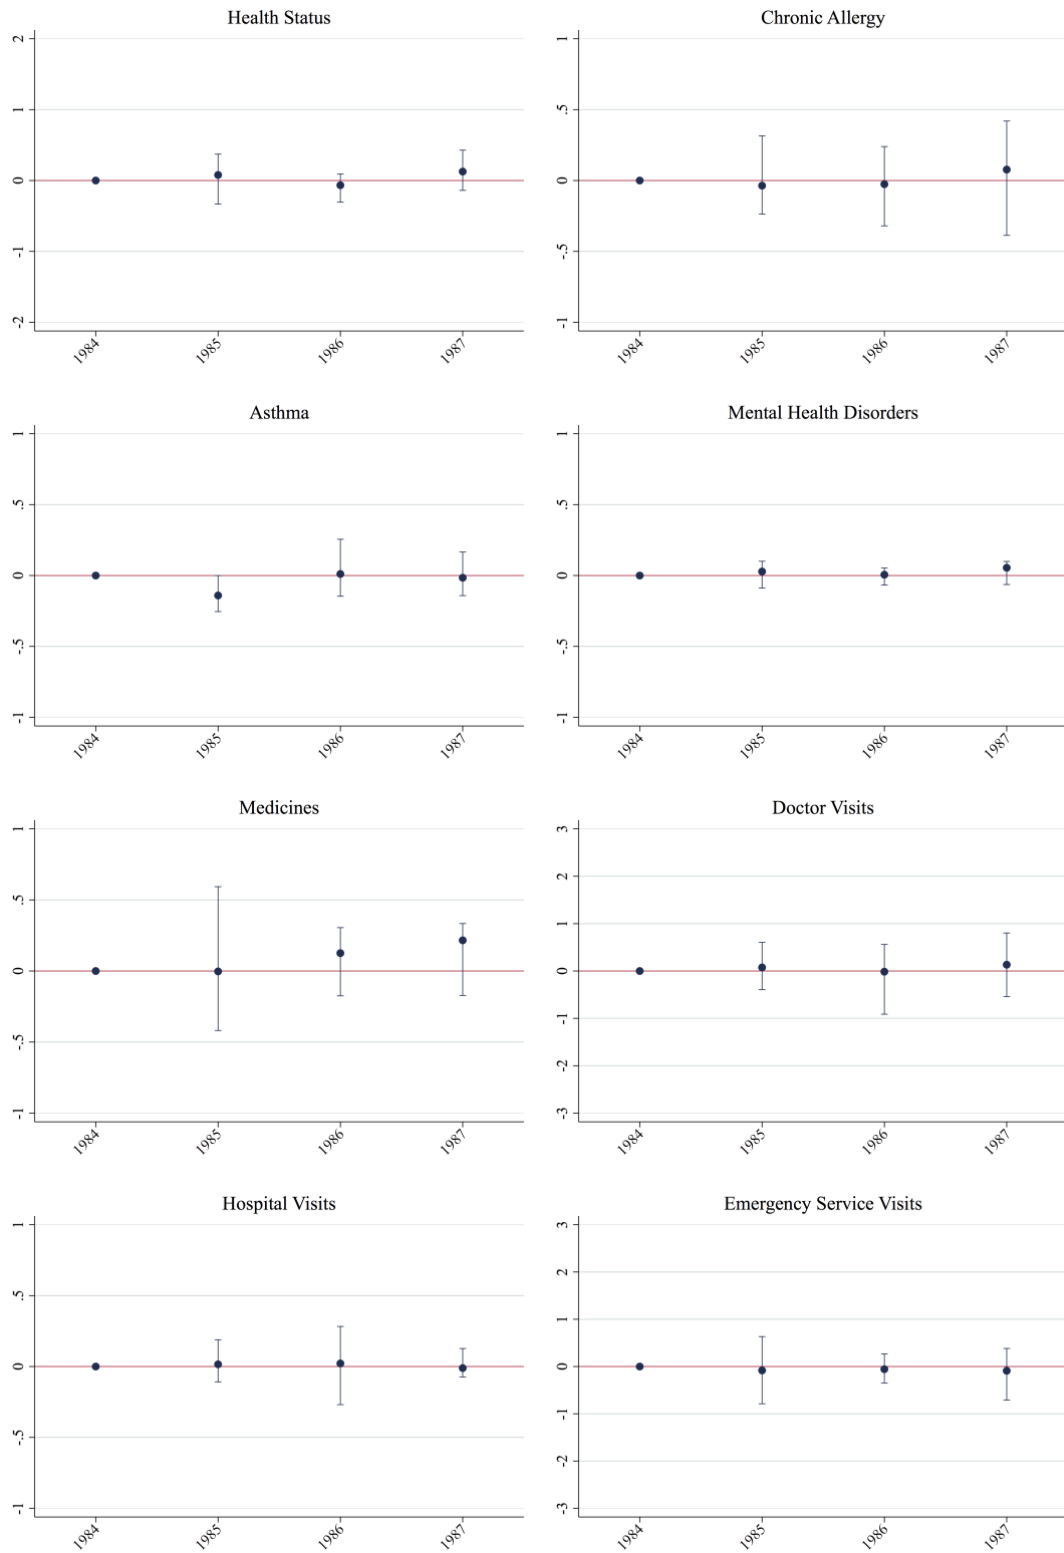 Health Status
2
1
0
-1
-2
1984 1985 1986 1987
Chronic Allergy
1
.5
0
-.5
-1
1984 1985 1986 1987
Asthma
1
.5
0
-.5
-1
1984 1985 1986 1987
Mental Health Disorders
1
.5
0
-.5
-1
1984 1985 1986 1987
Medicines
1
.5
0
-.5
-1
1984 1985 1986 1987
Doctor Visits
3
2
1
0
-1
-2
-3
1984 1985 1986 1987
Hospital Visits
1
.5
0
-.5
-1
1984 1985 1986 1987
Emergency Service Visits
3
2
1
0
-1
-2
-3
1984 1985 1986 1987